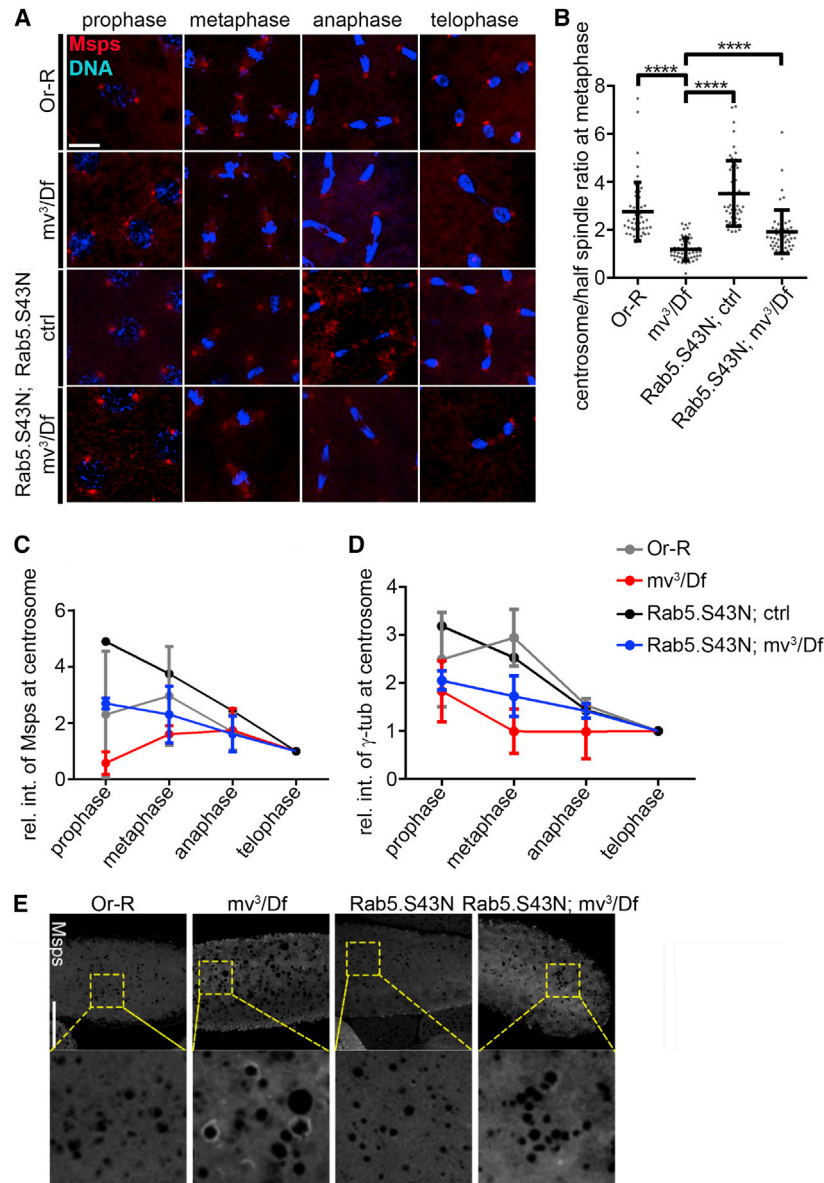 A
prophase metaphase anaphase telophase
Msps
DNA
Or-R
mv³/Df
Rab5.S43N
ctrl
Rab5.S43N;
mv³/Df
B
centrosome/half spindle ratio at metaphase
****
****
****
8
6
4
2
0
Or-R
mv³/Df
Rab5.S43N; ctrl
Rab5.S43N; mv³/Df
C
rel. int. of Msps at centrosome
6
4
2
0
prophase
metaphase
anaphase
telophase
D
rel. int. of γ-tub at centrosome
4
3
2
1
0
prophase
metaphase
anaphase
telophase
Or-R
mv³/Df
Rab5.S43N; ctrl
Rab5.S43N; mv³/Df
E
Or-R mv³/Df Rab5.S43N Rab5.S43N; mv³/Df
Msps